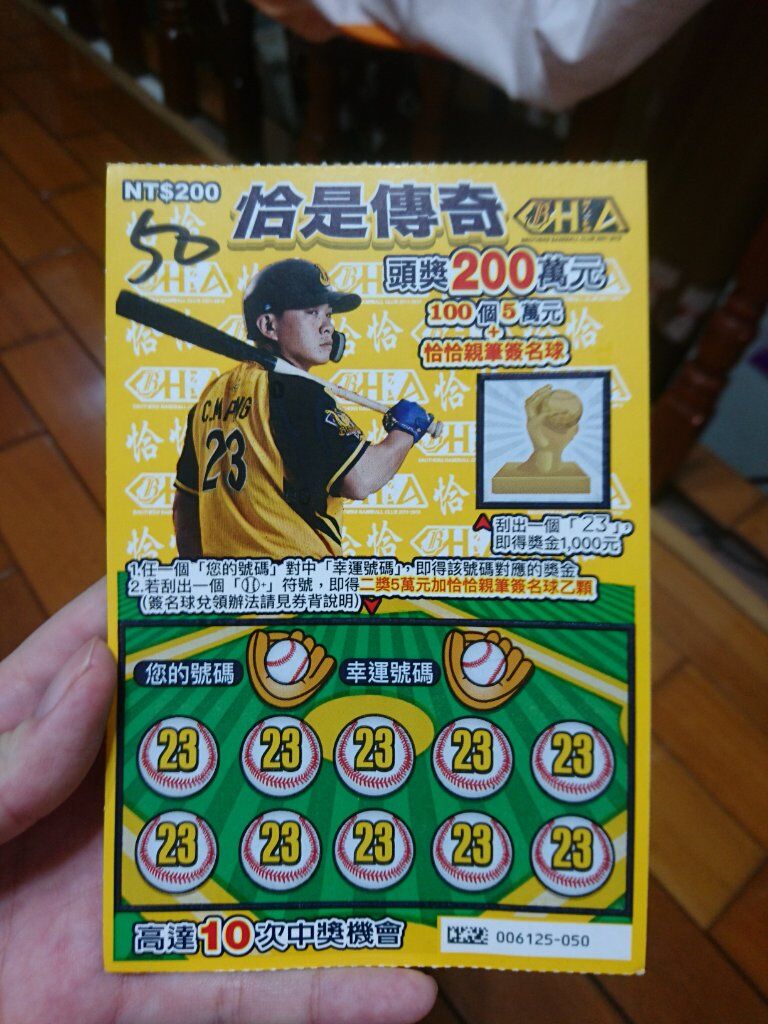 NT$200
恰是傳奇
50
頭獎200萬元
100個5萬元
+
恰恰親筆簽名球
C.M. P NG
23
刮出一個「23」,
即得獎金1,000元
1.任一個「您的號碼」對中「幸運號碼」,即得該號碼對應的獎金
2.若刮出一個「 」符號,即得二獎5萬元加恰恰親筆簽名球乙顆
(簽名球兌領辦法請見券背說明)
您的號碼
幸運號碼
23 23 23 23 23
23 23 23 23 23
高達10次中獎機會
006125-050